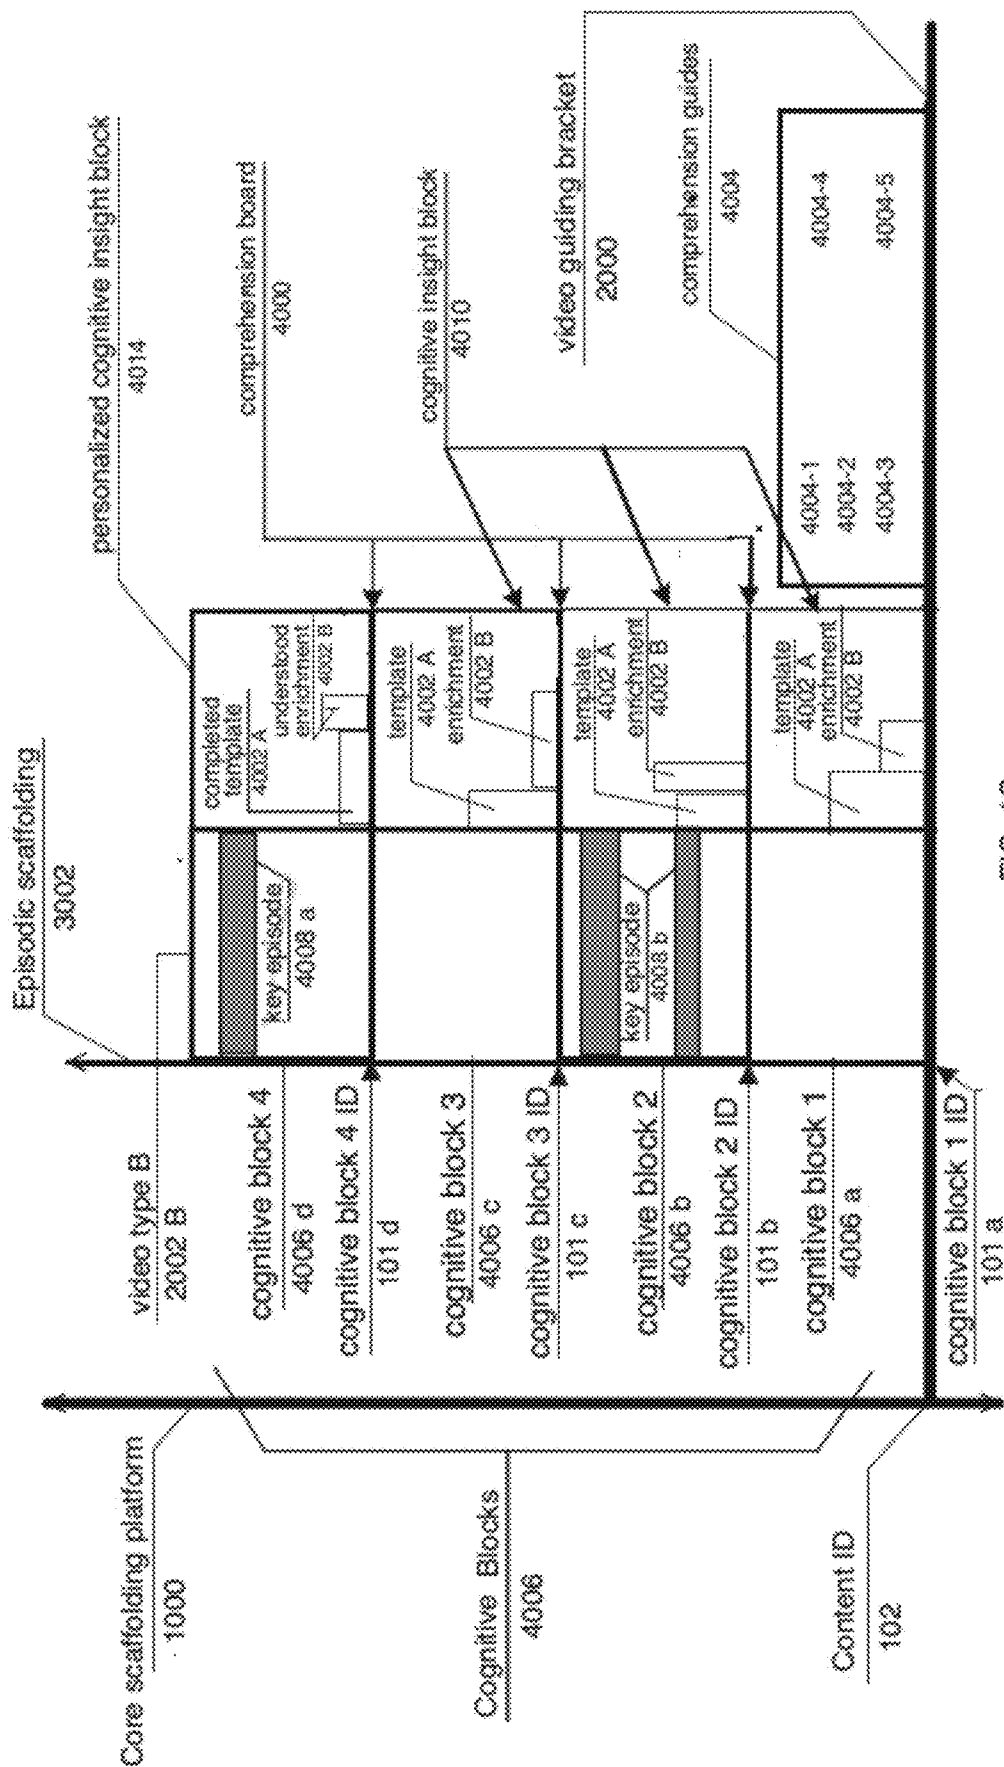 Core scaffolding platform
1000
Cognitive Blocks
4006
Content ID
102
Episodic scaffolding
3002
video type B
2002 B
cognitive block 4
4006 d
cognitive block 4 ID
101 d
cognitive block 3
4006 c
cognitive block 3 ID
101 c
cognitive block 2
4006 b
cognitive block 2 ID
101 b
cognitive block 1
4006 a
cognitive block 1 ID
101 a
key episode
4008 a
key episode
4008 b
completed
template
4002 A
understood
enrichment
4002 B
template
4002 A
enrichment
4002 B
template
4002 A
enrichment
4002 B
template
4002 A
enrichment
4002 B
personalized cognitive insight block
4014
comprehension board
4000
cognitive insight block
4010
video guiding bracket
2000
comprehension guides
4004
4004-1
4004-2
4004-3
4004-4
4004-5